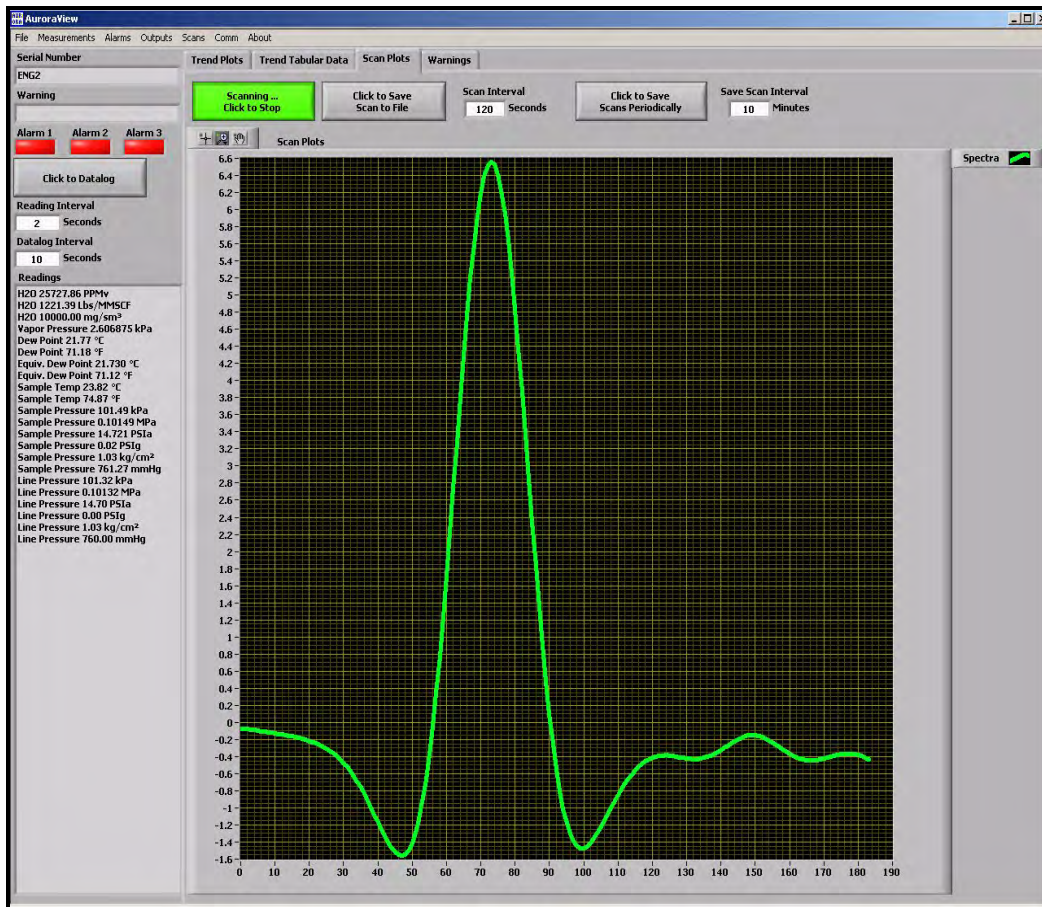 AuroraView
File Measurements Alarms Outputs Scans Comm About
Serial Number
ENG2
Warning
Alarm 1 Alarm 2 Alarm 3
Click to Datalog
Reading Interval
2 Seconds
Datalog Interval
10 Seconds
Readings
H2O 25727.86 PPMv
H2O 1221.39 Lbs/MMSCF
H2O 10000.00 mg/sm³
Vapor Pressure 2.606875 kPa
Dew Point 21.77 °C
Dew Point 71.18 °F
Equiv. Dew Point 21.730 °C
Equiv. Dew Point 71.12 °F
Sample Temp 23.82 °C
Sample Temp 74.87 °F
Sample Pressure 101.49 kPa
Sample Pressure 0.10149 MPa
Sample Pressure 14.721 PSIa
Sample Pressure 0.02 PSIg
Sample Pressure 1.03 kg/cm²
Sample Pressure 761.27 mmHg
Line Pressure 101.32 kPa
Line Pressure 0.10132 MPa
Line Pressure 14.70 PSIa
Line Pressure 0.00 PSIg
Line Pressure 1.03 kg/cm²
Line Pressure 760.00 mmHg
Trend Plots Trend Tabular Data Scan Plots Warnings
Scanning ...
Click to Stop
Click to Save
Scan to File
Scan Interval
120 Seconds
Click to Save
Scans Periodically
Save Scan Interval
10 Minutes
Scan Plots
Spectra
6.6
6.4
6.2
6
5.8
5.6
5.4
5.2
5
4.8
4.6
4.4
4.2
4
3.8
3.6
3.4
3.2
3
2.8
2.6
2.4
2.2
2
1.8
1.6
1.4
1.2
1
0.8
0.6
0.4
0.2
0
-0.2
-0.4
-0.6
-0.8
-1
-1.2
-1.4
-1.6
0 10 20 30 40 50 60 70 80 90 100 110 120 130 140 150 160 170 180 190